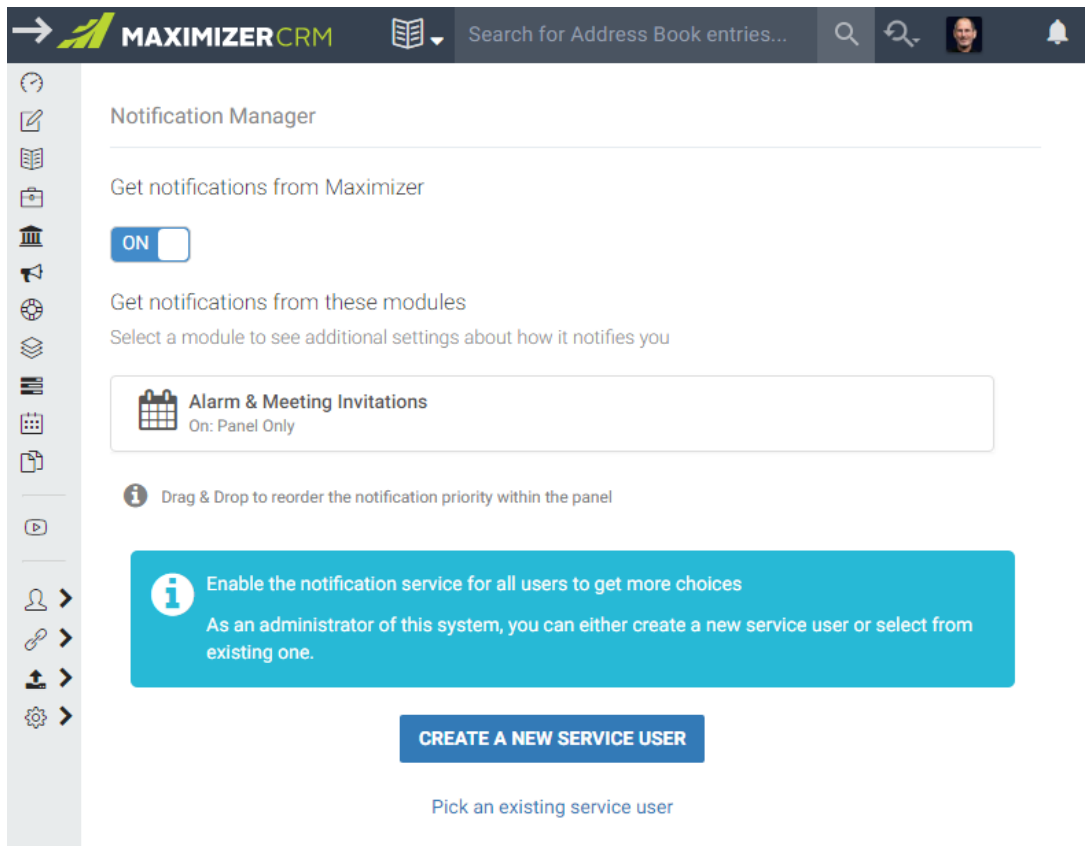 MAXIMIZERCRM
Search for Address Book entries...
Notification Manager
Get notifications from Maximizer
ON
Get notifications from these modules
Select a module to see additional settings about how it notifies you
Alarm & Meeting Invitations
On: Panel Only
Drag & Drop to reorder the notification priority within the panel
Enable the notification service for all users to get more choices
As an administrator of this system, you can either create a new service user or select from
existing one.
CREATE A NEW SERVICE USER
Pick an existing service user